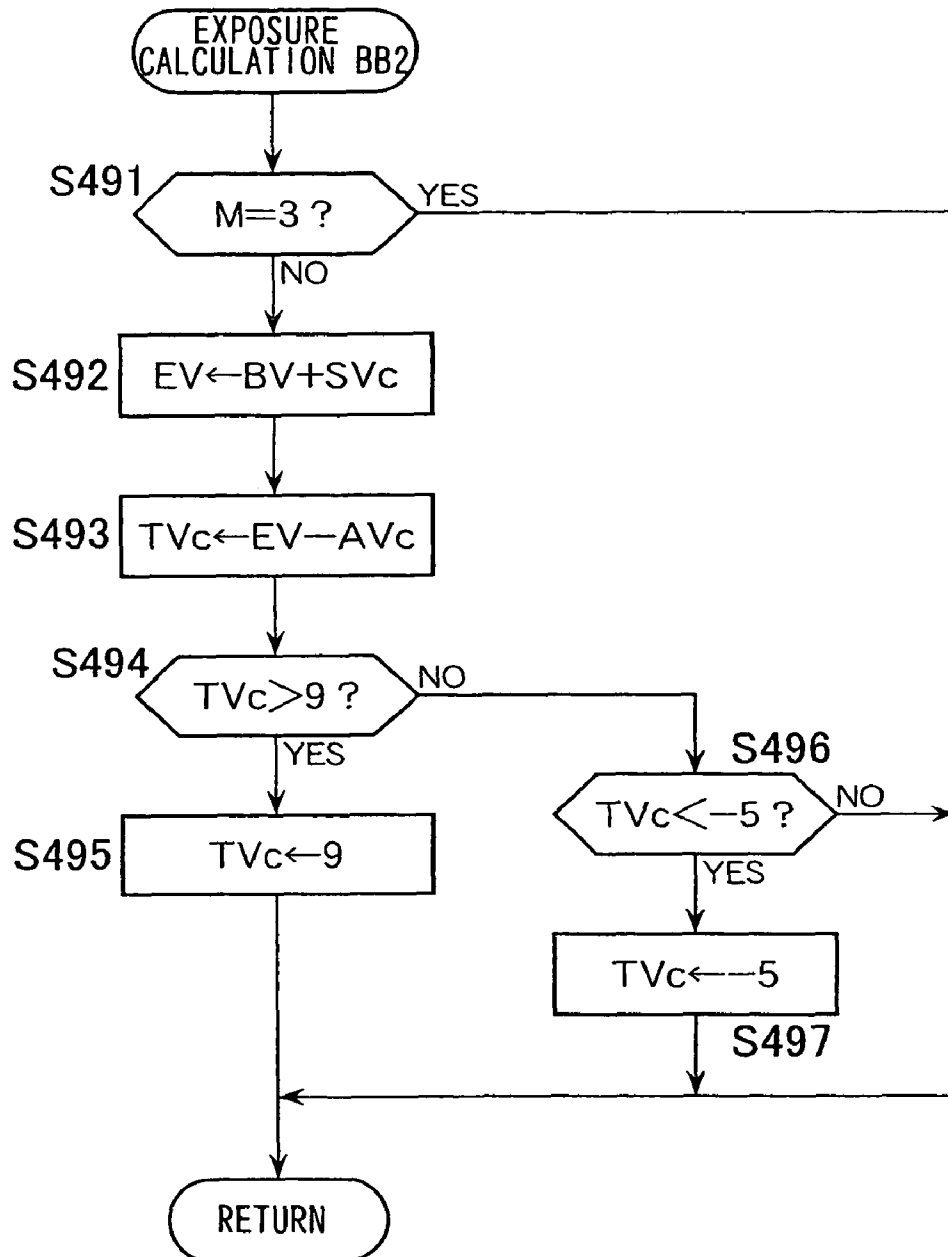 EXPOSURE
CALCULATION BB2
S491
M=3 ?
YES
NO
S492
EV←BV+SVc
S493
TVc←EV−AVc
S494
TVc>9 ?
NO
YES
S496
TVc<−5 ?
NO
YES
S495
TVc←9
TVc←−5
S497
RETURN